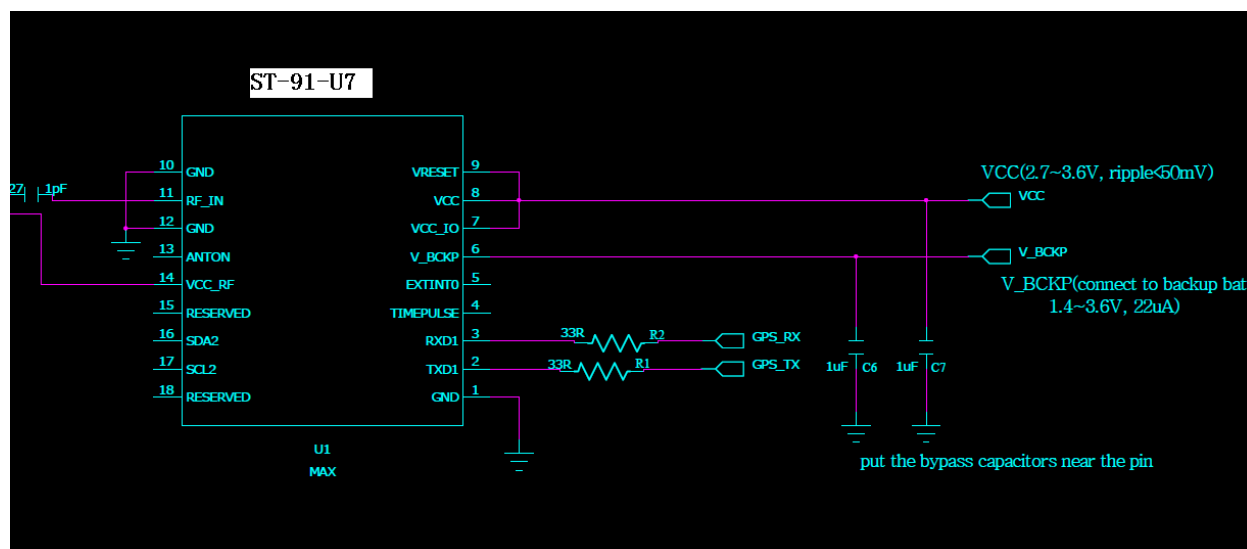 ST-91-U7
10 GND
11 RF_IN
12 GND
13 ANTON
14 VCC_RF
15 RESERVED
16 SDA2
17 SCL2
18 RESERVED
VRESET 9
VCC 8
VCC_IO 7
V_BCKP 6
EXTINT0 5
TIMEPULSE 4
RXD1 3
TXD1 2
GND 1
27 1pF
U1
MAX
33R R2 GPS_RX
33R R1 GPS_TX
VCC(2.7~3.6V, ripple<50mV)
VCC
V_BCKP
V_BCKP(connect to backup bat
1.4~3.6V, 22uA)
1uF C6 1uF C7
put the bypass capacitors near the pin